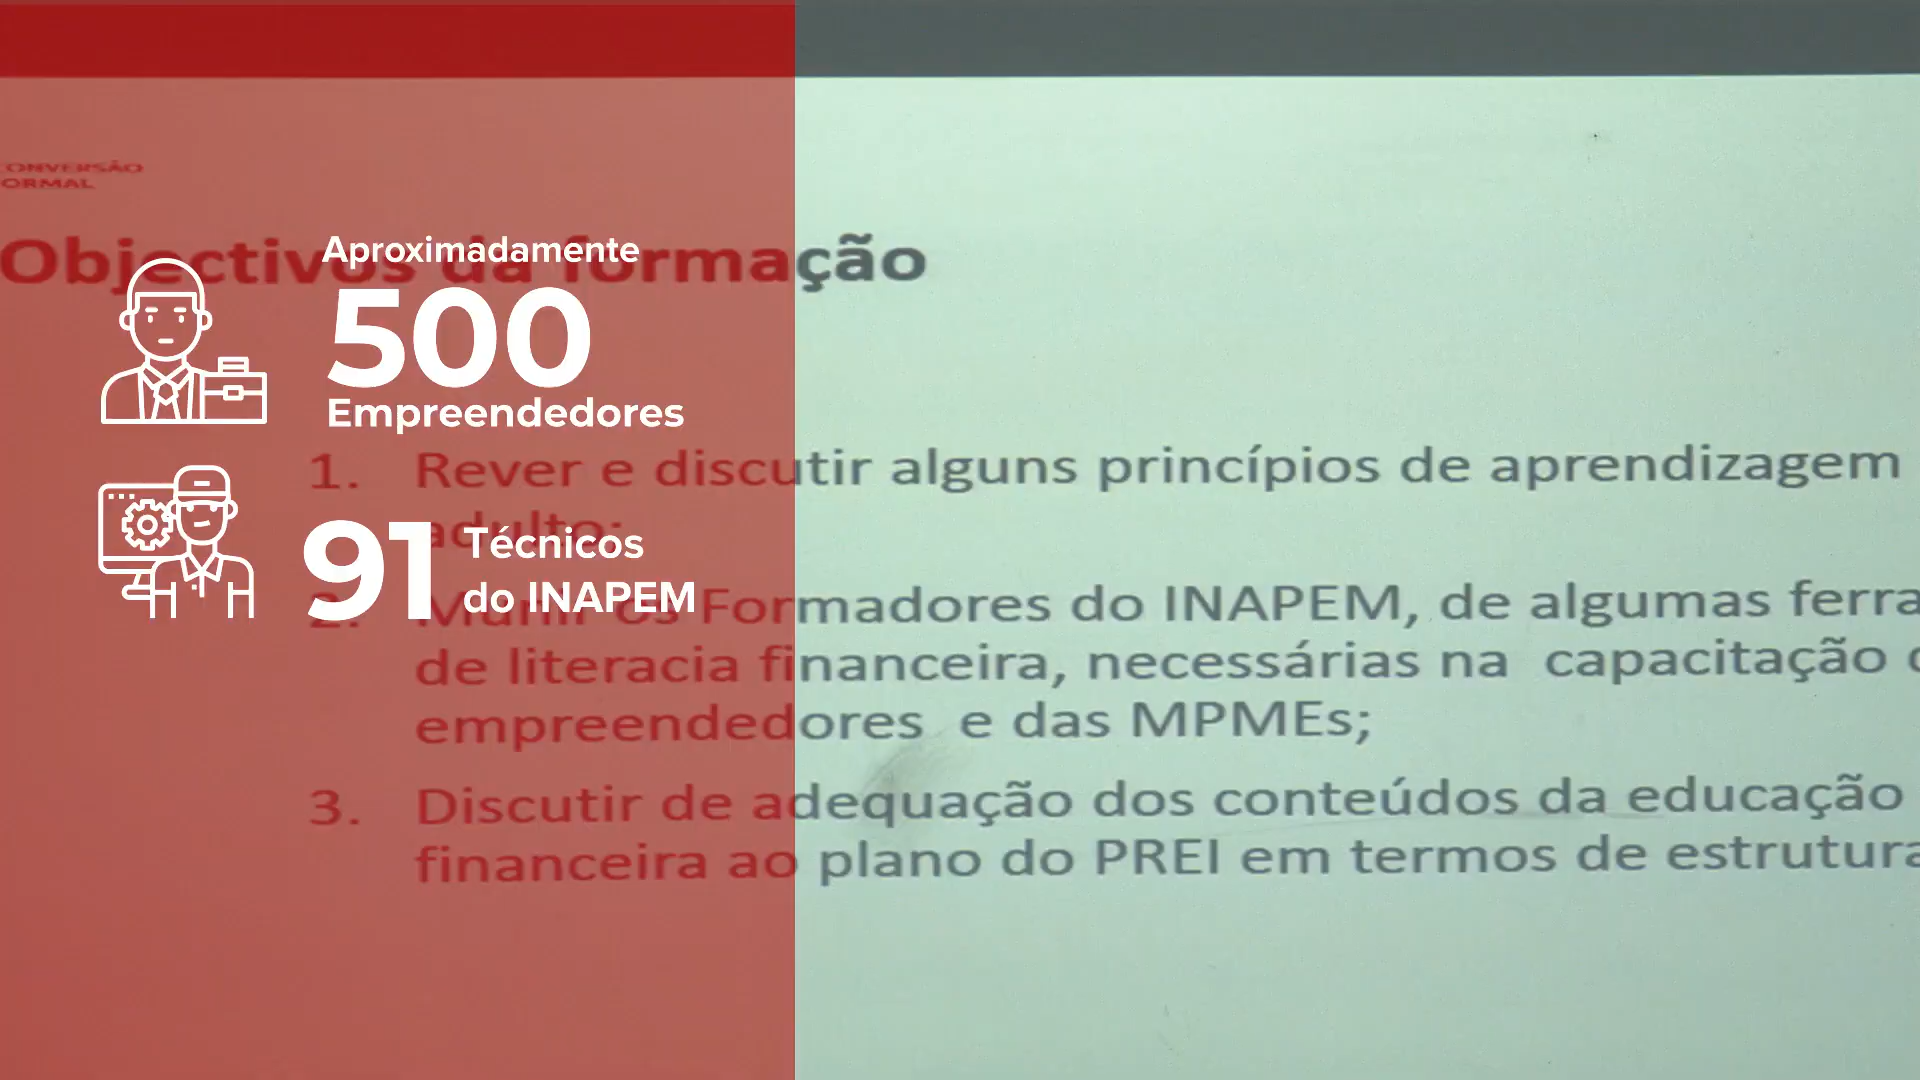 ONVERSÃO
ORMAL
Objectivos da formação
Aproximadamente
500
Empreendedores
91 Técnicos
do INAPEM
1. Rever e discutir alguns princípios de aprendizagem
adulto;
2. Munir os Formadores do INAPEM, de algumas ferra
de literacia financeira, necessárias na capacitação
empreendedores e das MPMEs;
3. Discutir de adequação dos conteúdos da educação
financeira ao plano do PREI em termos de estrutura